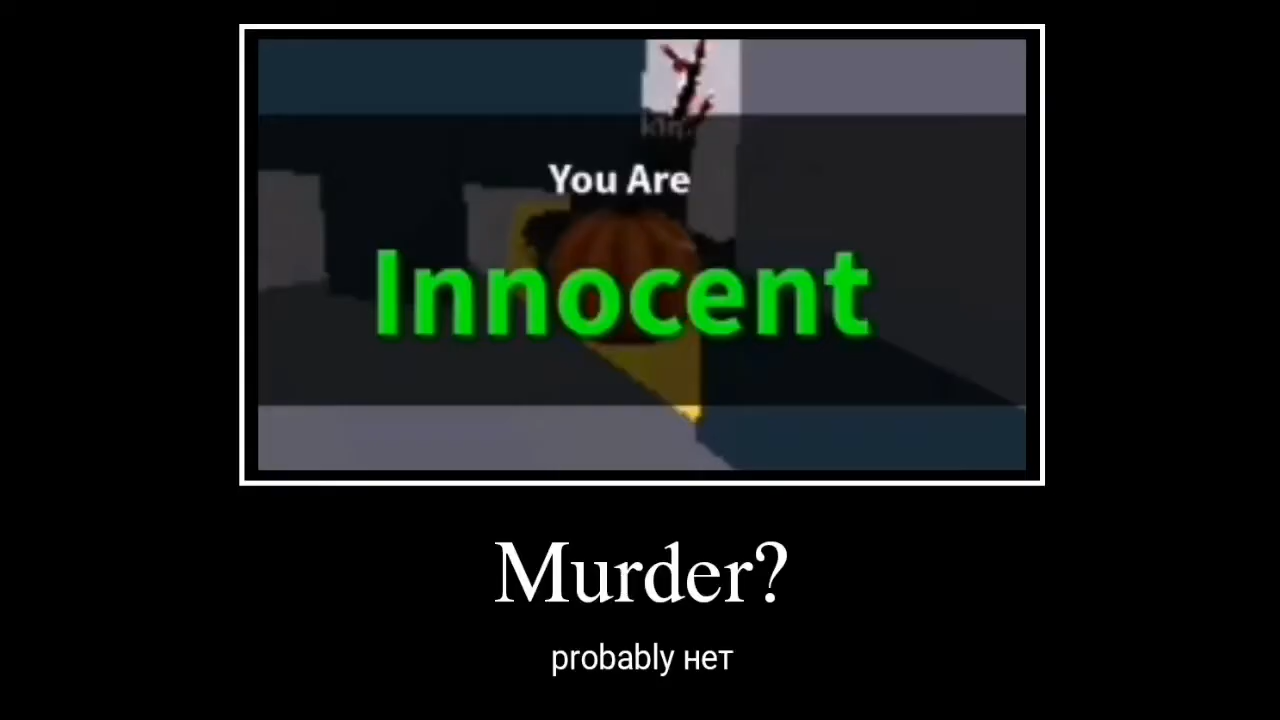 You Are
Innocent
Murder?
probably нет